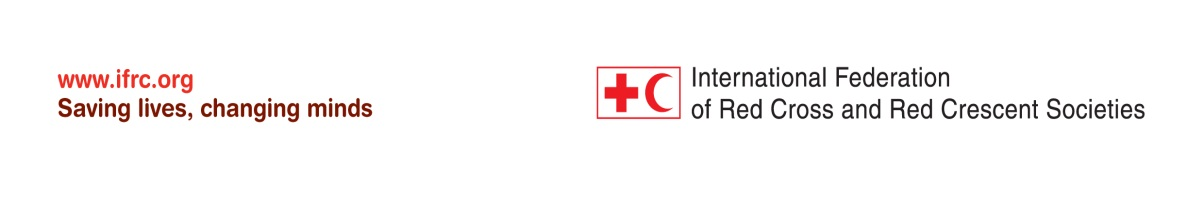 www.ifrc.org
Saving lives, changing minds
International Federation
of Red Cross and Red Crescent Societies